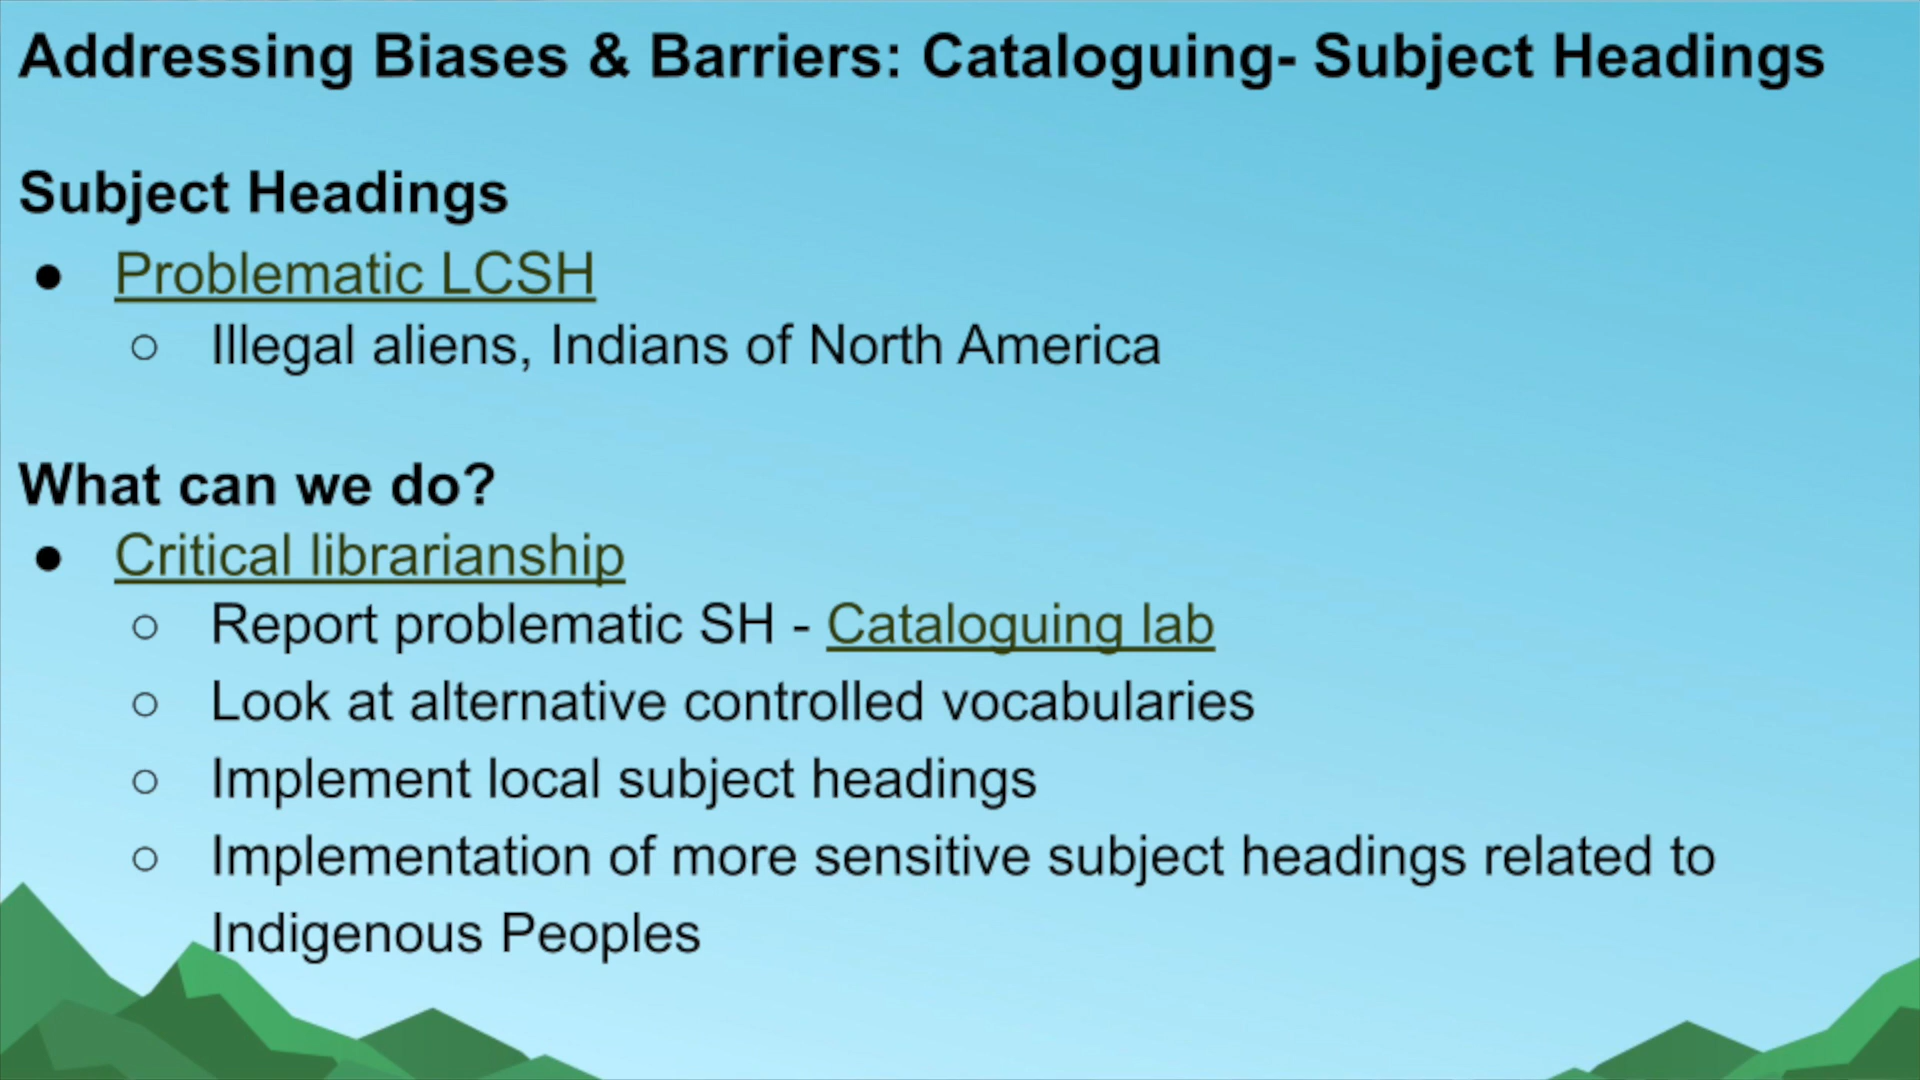 Addressing Biases & Barriers: Cataloguing- Subject Headings
Subject Headings
● Problematic LCSH
○ Illegal aliens, Indians of North America
What can we do?
● Critical librarianship
○ Report problematic SH - Cataloguing lab
○ Look at alternative controlled vocabularies
○ Implement local subject headings
○ Implementation of more sensitive subject headings related to
Indigenous Peoples